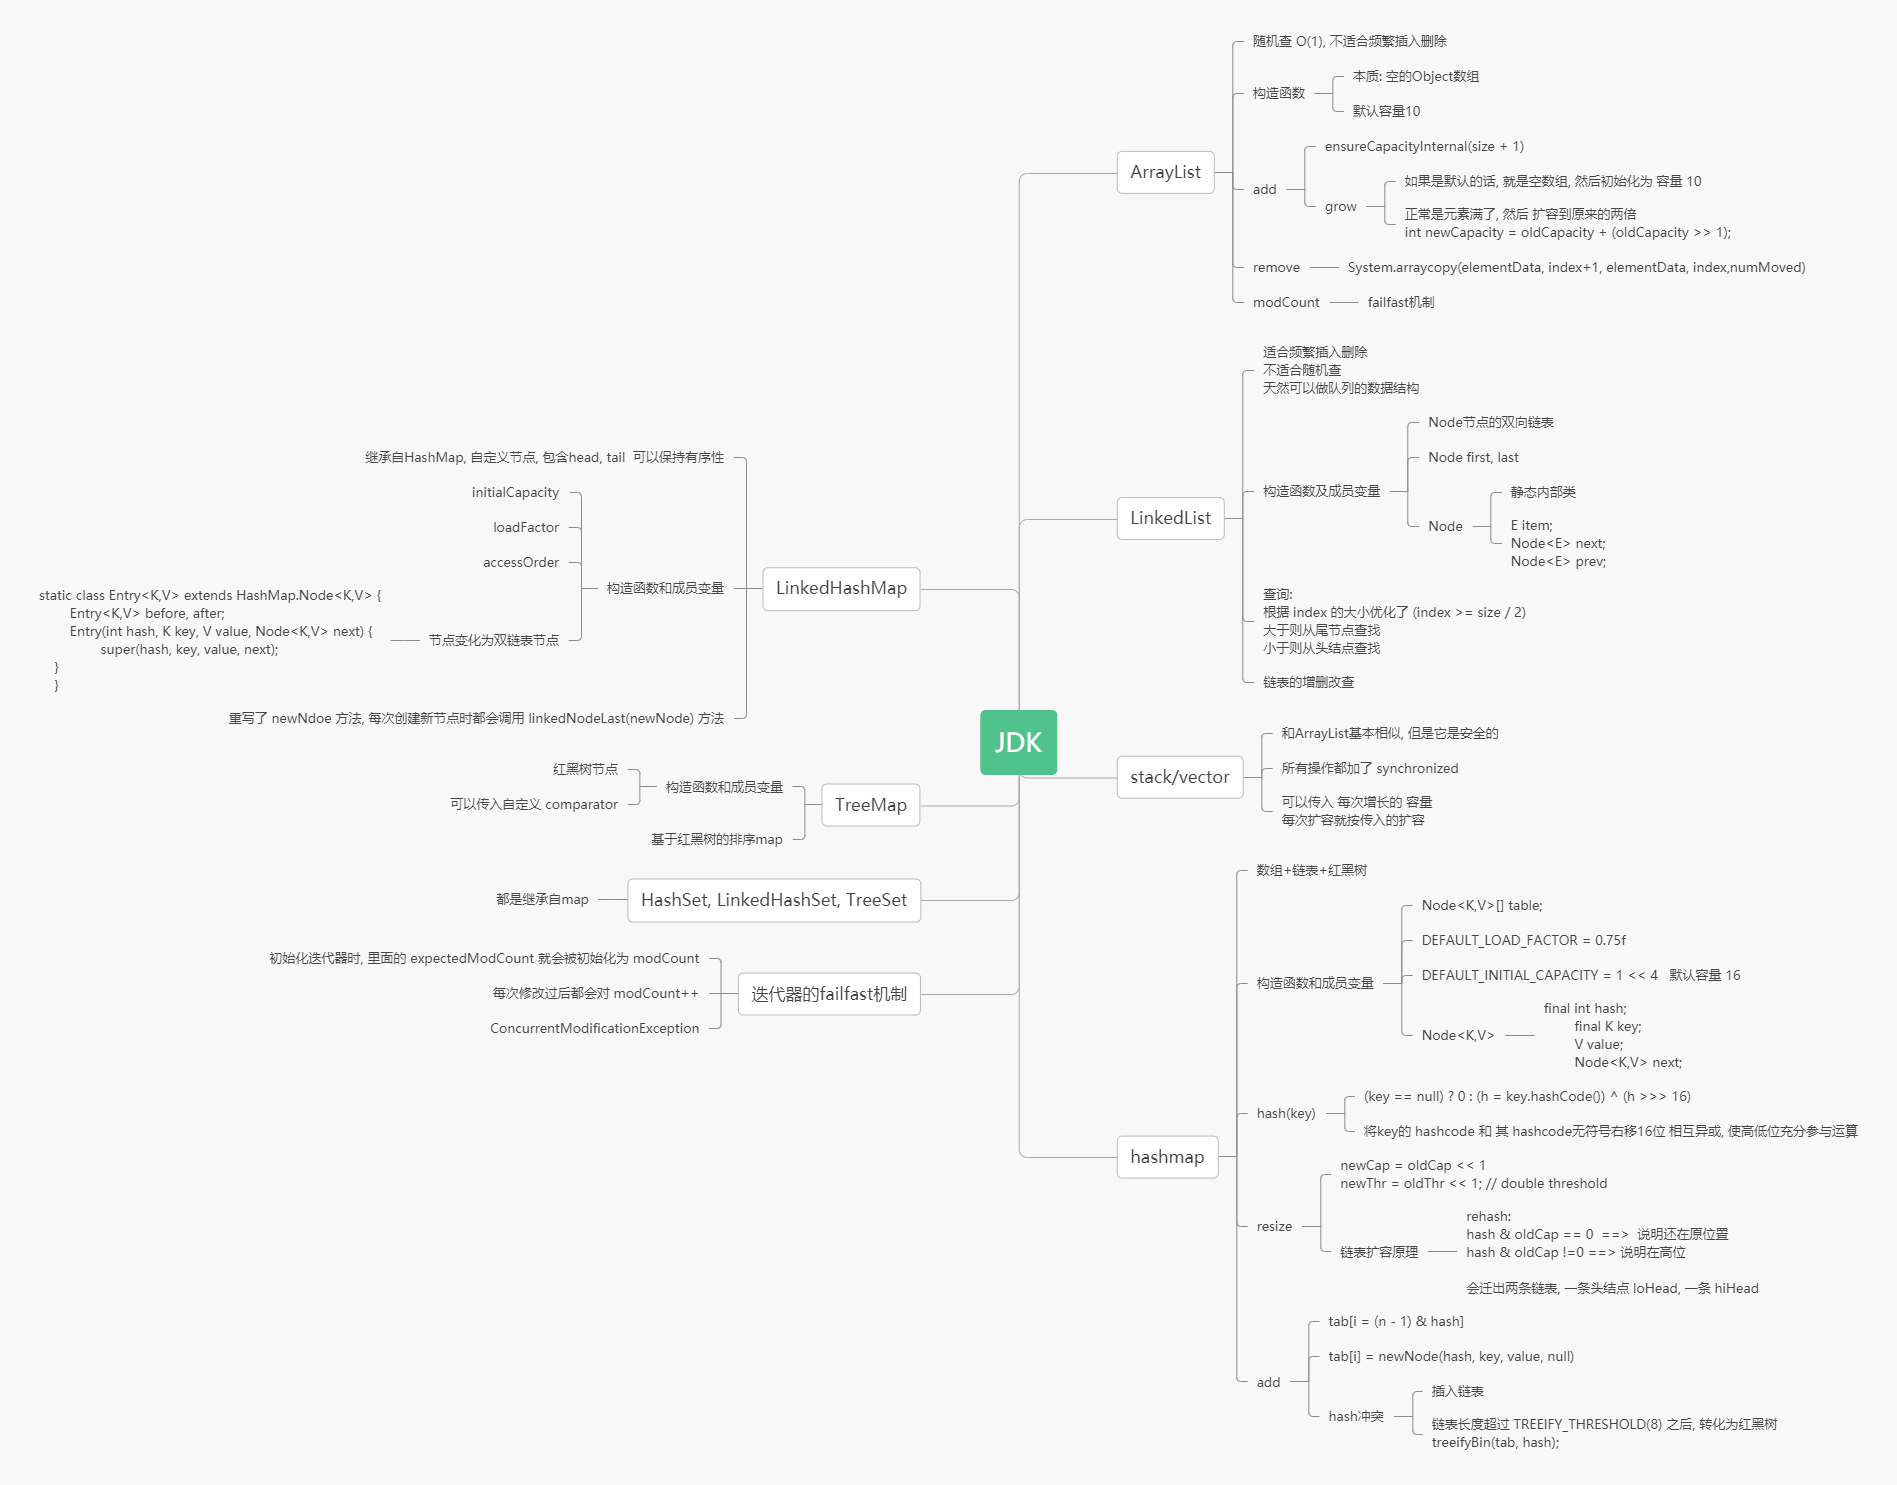 JDK
ArrayList
随机查 O(1), 不适合频繁插入删除
构造函数
本质: 空的Object数组
默认容量10
add
ensureCapacityInternal(size + 1)
grow
如果是默认的话, 就是空数组, 然后初始化为 容量 10
正常是元素满了, 然后 扩容到原来的两倍
int newCapacity = oldCapacity + (oldCapacity >> 1);
remove
System.arraycopy(elementData, index+1, elementData, index,numMoved)
modCount
failfast机制
LinkedList
适合频繁插入删除
不适合随机查
天然可以做队列的数据结构
构造函数及成员变量
Node节点的双向链表
Node first, last
Node
静态内部类
E item;
Node<E> next;
Node<E> prev;
查询:
根据 index 的大小优化了 (index >= size / 2)
大于则从尾节点查找
小于则从头结点查找
链表的增删改查
stack/vector
和ArrayList基本相似, 但是它是安全的
所有操作都加了 synchronized
可以传入 每次增长的 容量
每次扩容就按传入的扩容
hashmap
数组+链表+红黑树
构造函数和成员变量
Node<K,V>[] table;
DEFAULT_LOAD_FACTOR = 0.75f
DEFAULT_INITIAL_CAPACITY = 1 << 4   默认容量 16
Node<K,V>
final int hash;
final K key;
V value;
Node<K,V> next;
hash(key)
(key == null) ? 0 : (h = key.hashCode()) ^ (h >>> 16)
将key的 hashcode 和 其 hashcode无符号右移16位 相互异或, 使高低位充分参与运算
resize
newCap = oldCap << 1
newThr = oldThr << 1; // double threshold
链表扩容原理
rehash:
hash & oldCap == 0  ==>  说明还在原位置
hash & oldCap !=0 ==> 说明在高位
会迁出两条链表, 一条头结点 loHead, 一条 hiHead
add
tab[i = (n - 1) & hash]
tab[i] = newNode(hash, key, value, null)
hash冲突
插入链表
链表长度超过 TREEIFY_THRESHOLD(8) 之后, 转化为红黑树
treeifyBin(tab, hash);
LinkedHashMap
继承自HashMap, 自定义节点, 包含head, tail  可以保持有序性
构造函数和成员变量
initialCapacity
loadFactor
accessOrder
节点变化为双链表节点
static class Entry<K,V> extends HashMap.Node<K,V> {
Entry<K,V> before, after;
Entry(int hash, K key, V value, Node<K,V> next) {
super(hash, key, value, next);
}
}
重写了 newNdoe 方法, 每次创建新节点时都会调用 linkedNodeLast(newNode) 方法
TreeMap
构造函数和成员变量
红黑树节点
可以传入自定义 comparator
基于红黑树的排序map
HashSet, LinkedHashSet, TreeSet
都是继承自map
迭代器的failfast机制
初始化迭代器时, 里面的 expectedModCount 就会被初始化为 modCount
每次修改过后都会对 modCount++
ConcurrentModificationException